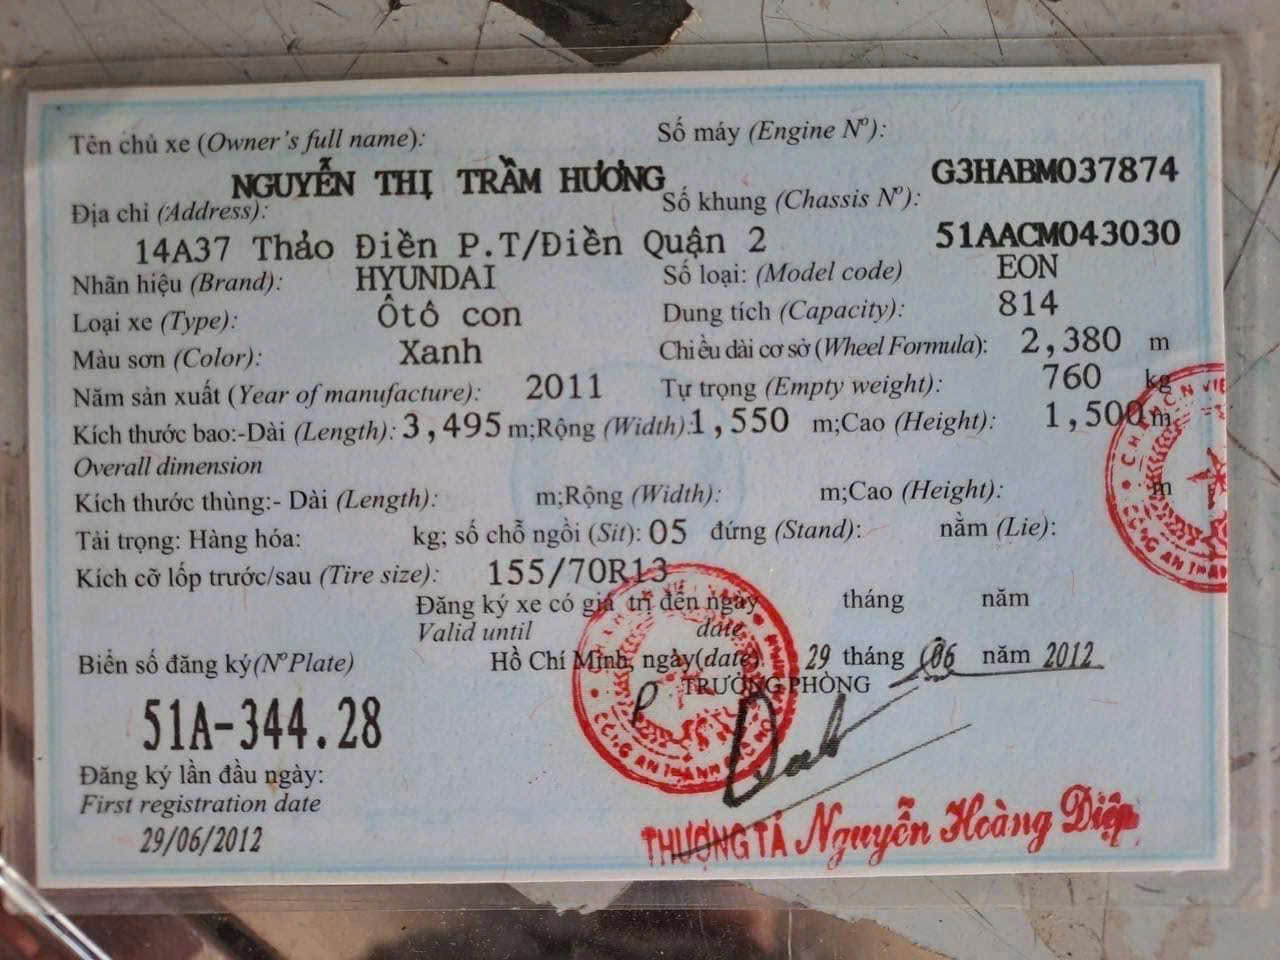 Tên chủ xe (Owner's full name):
NGUYỄN THỊ TRẦM HƯƠNG
Số máy (Engine Nº):
G3HABM037874
Địa chỉ (Address):
14A37 Thảo Điền P.T/Điền Quận 2
Số khung (Chassis Nº):
51AACM043030
Nhãn hiệu (Brand): HYUNDAI Số loại: (Model code) EON
Loại xe (Type): Ôtô con Dung tích (Capacity): 814
Màu sơn (Color): Xanh Chiều dài cơ sở (Wheel Formula): 2,380 m
Năm sản xuất (Year of manufacture): 2011 Tự trọng (Empty weight): 760 kg
Kích thước bao:-Dài (Length): 3,495 m;Rộng (Width): 1,550 m;Cao (Height): 1,500 m
Overall dimension
Kích thước thùng:- Dài (Length): m;Rộng (Width): m;Cao (Height): m
Tải trọng: Hàng hóa: kg; số chỗ ngồi (Sit): 05 đứng (Stand): nằm (Lie):
Kích cỡ lốp trước/sau (Tire size): 155/70R13
Đăng ký xe có giá trị đến ngày tháng năm
Valid until date
Biển số đăng ký(NºPlate)
Hồ Chí Minh, ngày(date) 29 tháng 06 năm 2012
P TRƯỞNG PHÒNG
51A-344.28
Đăng ký lần đầu ngày:
First registration date
29/06/2012
THƯỢNG TÁ Nguyễn Hoàng Diệp